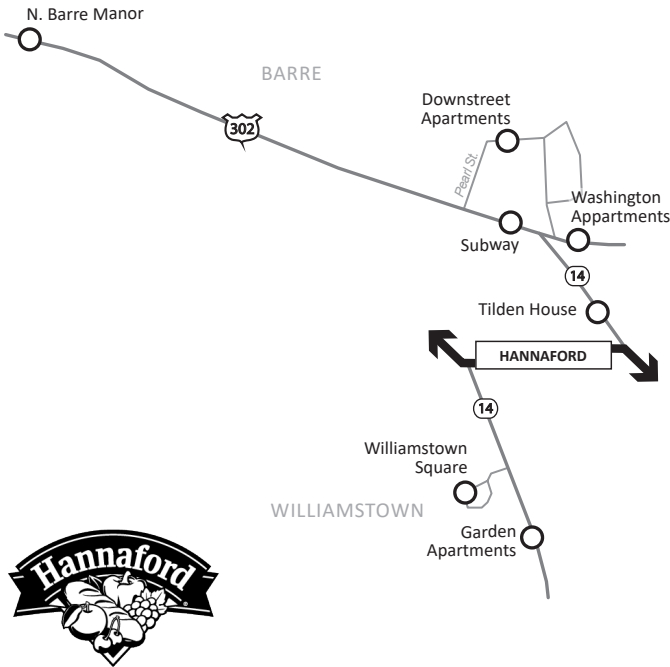 N. Barre Manor
BARRE
302
Downstreet
Apartments
Pearl St.
Washington
Appartments
Subway
14
Tilden House
HANNAFORD
14
Williamstown
Square
WILLIAMSTOWN
Garden
Apartments
Hannaford
®